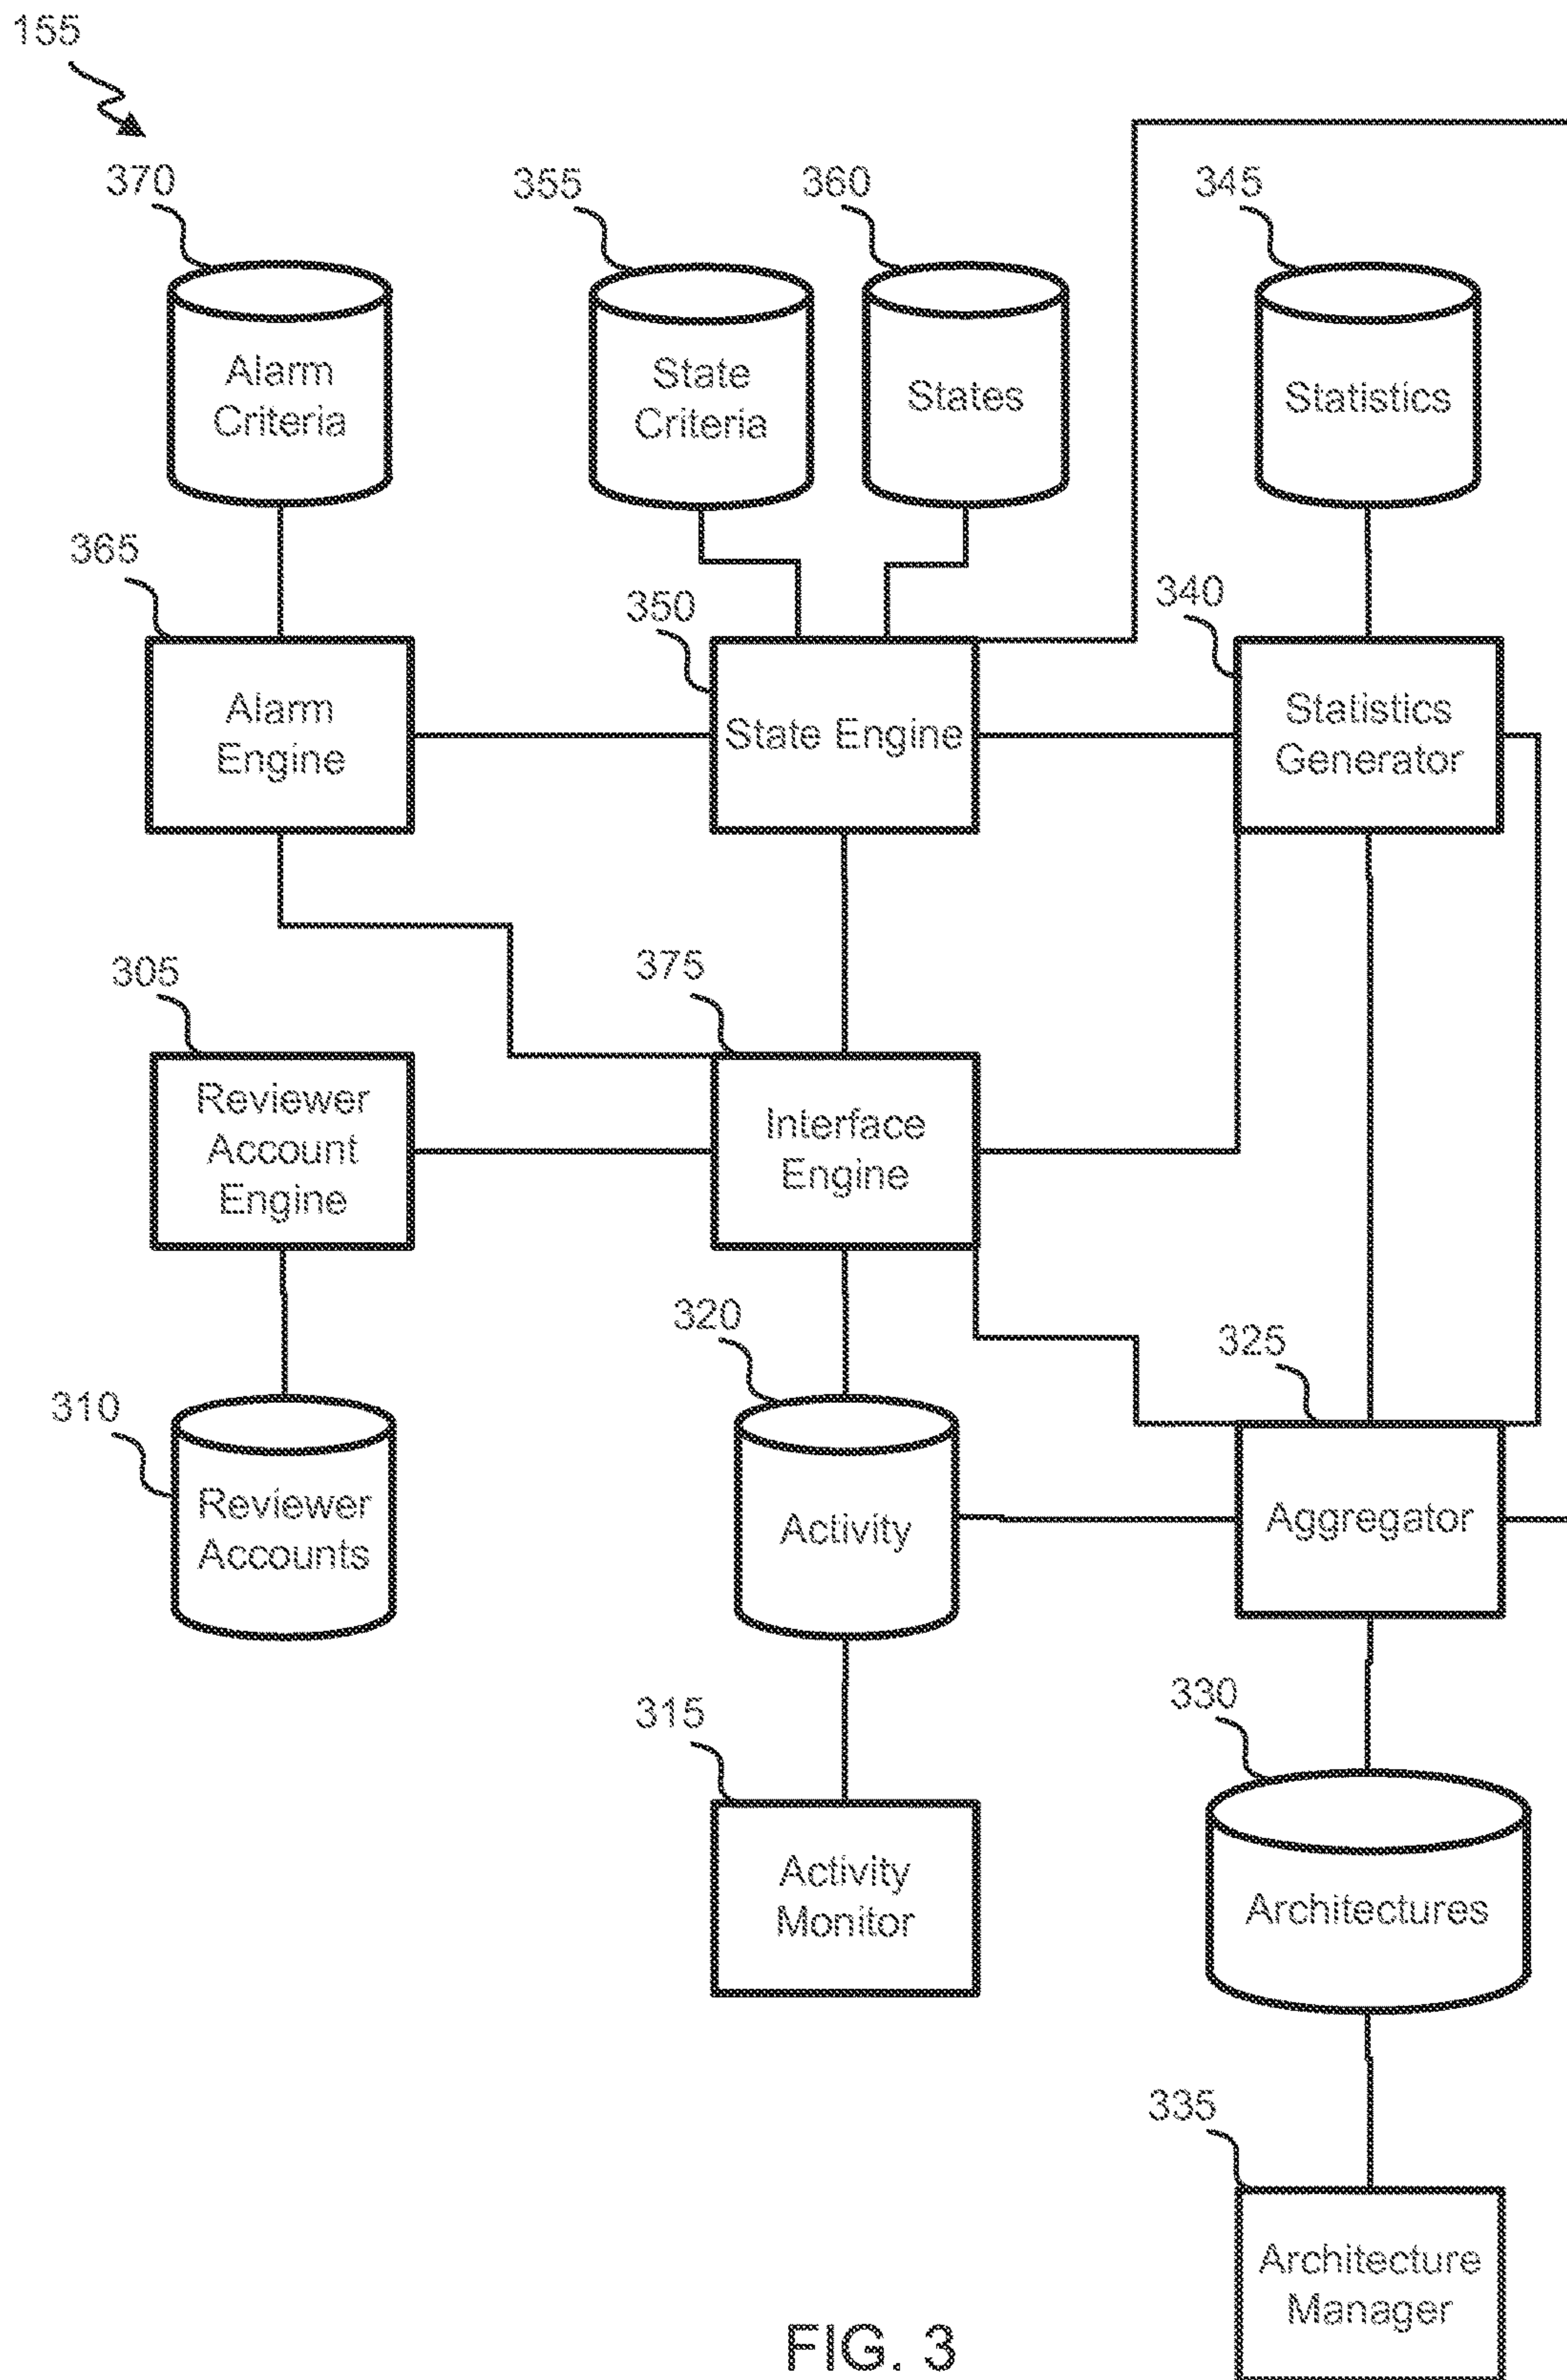 155
370
355
360
345
Alarm
Criteria
State
Criteria
States
Statistics
365
350
340
Alarm
Engine
State Engine
Statistics
Generator
305
375
Reviewer
Account
Engine
Interface
Engine
320
325
310
Reviewer
Accounts
Activity
Aggregator
315
330
Activity
Monitor
Architectures
335
Architecture
Manager
FIG. 3